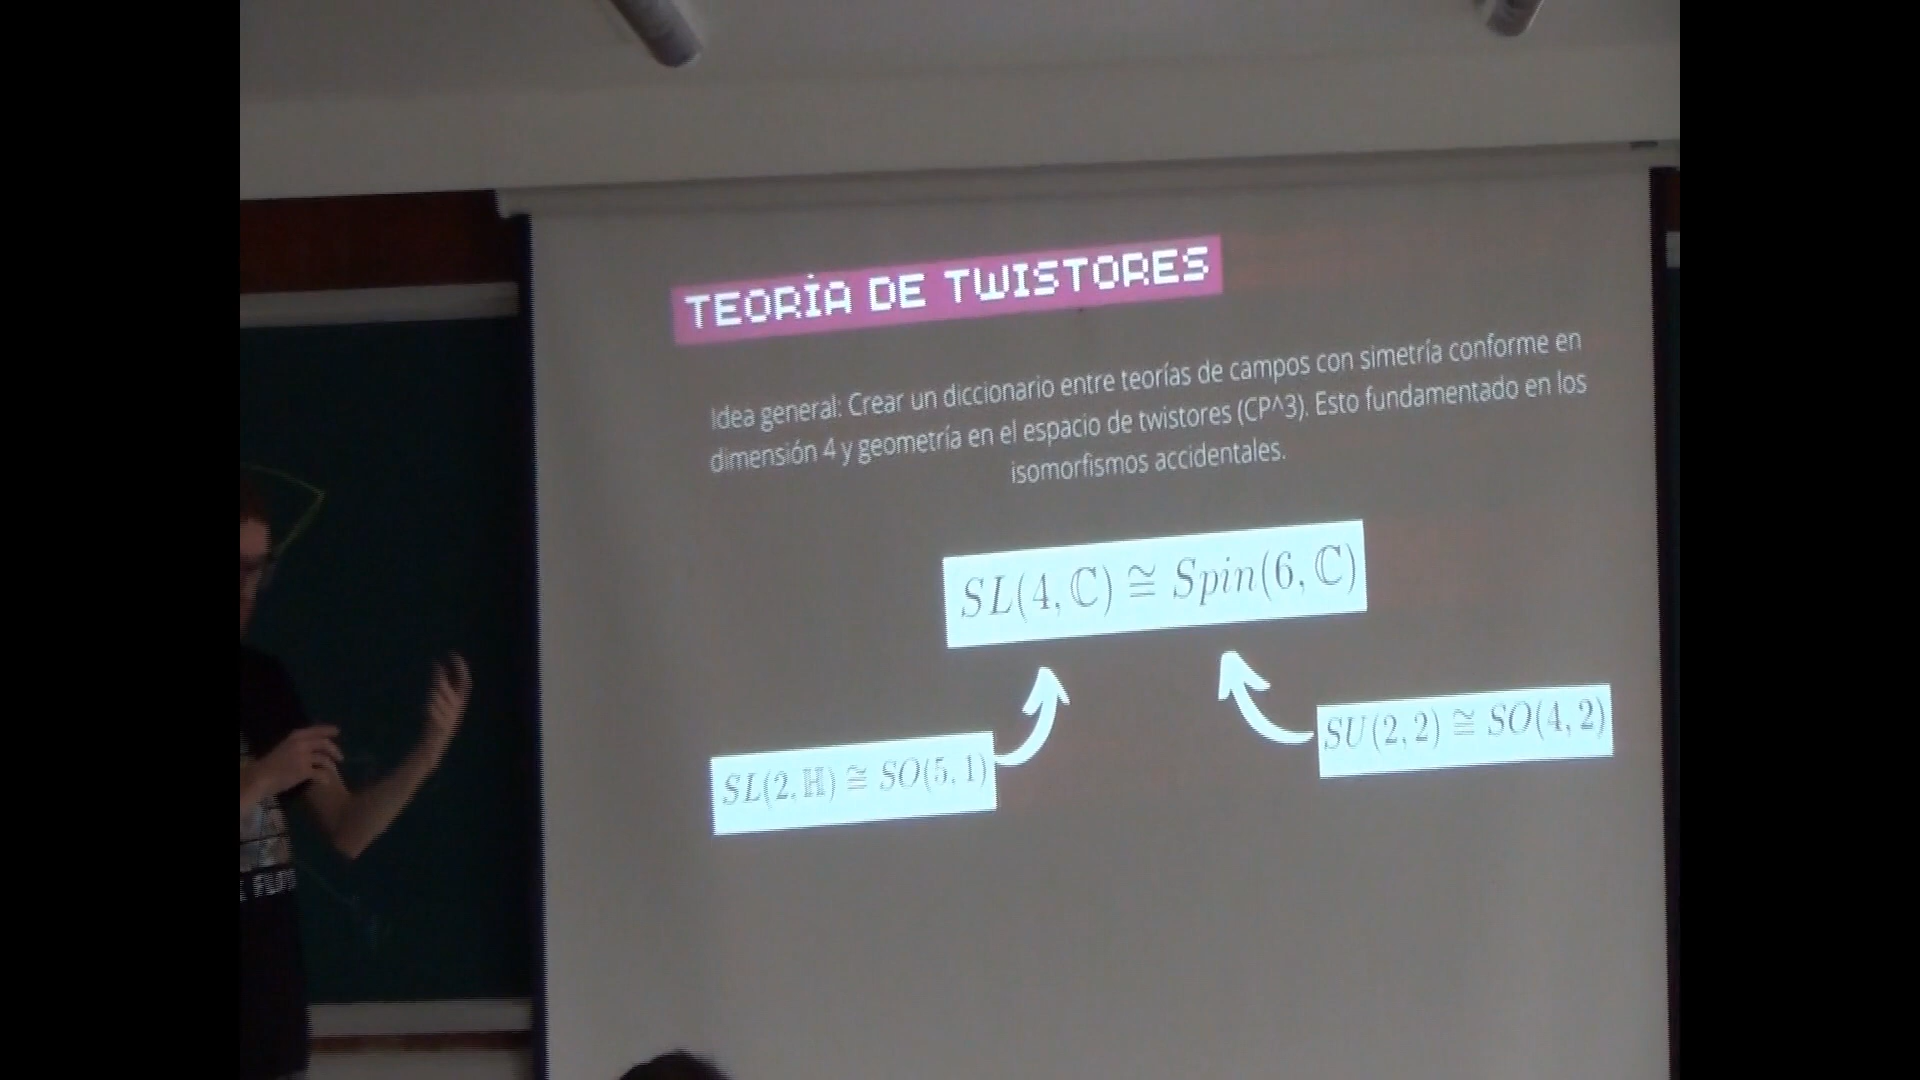 TEORÍA DE TWISTORES
Idea general: Crear un diccionario entre teorías de campos con simetría conforme en
dimensión 4 y geometría en el espacio de twistores (CP^3). Esto fundamentado en los
isomorfismos accidentales.
SL(4, ℂ) ≅ Spin(6, ℂ)
SL(2, ℍ) ≅ SO(5, 1)
SU(2, 2) ≅ SO(4, 2)